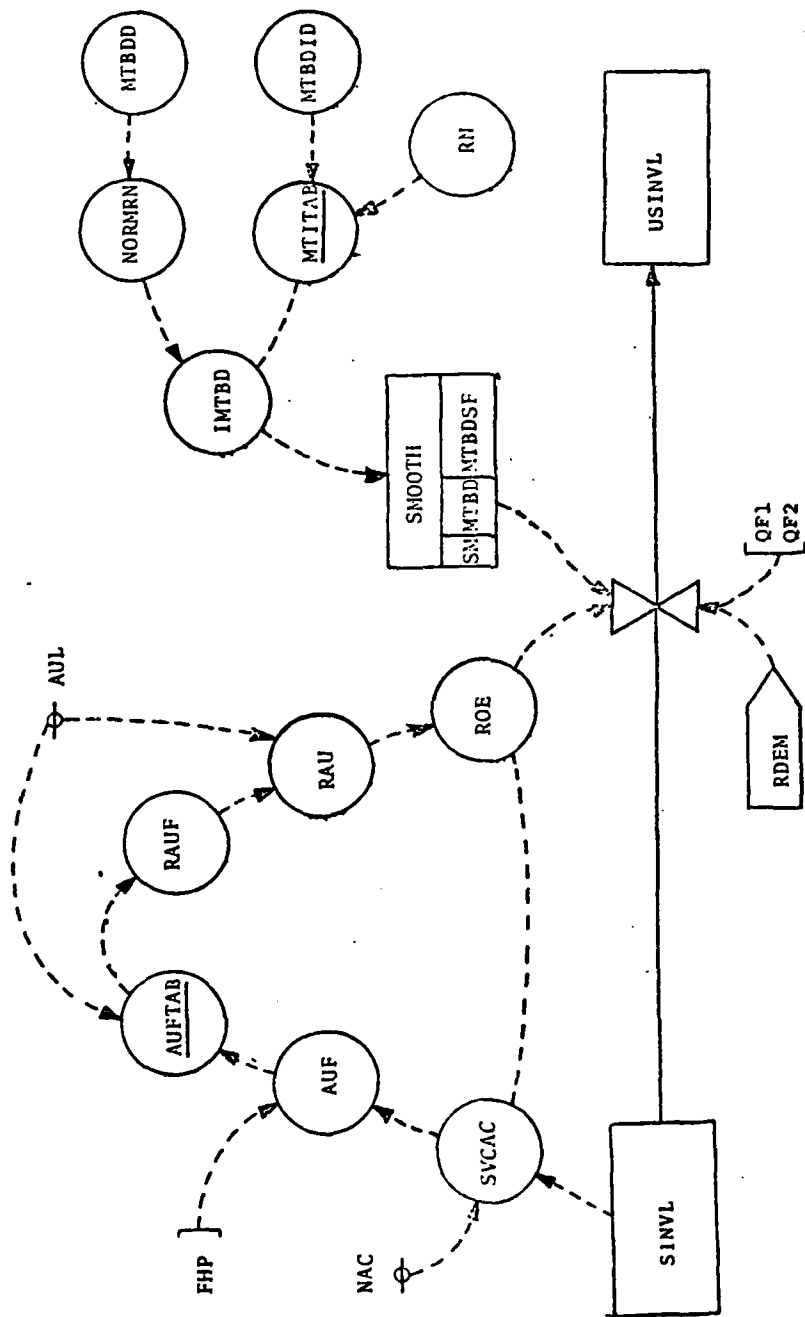 AUL
MTBDD
NORMRN
RAUF
AUFTAB
FHP
IMTBD
MTBDID
MTITAB
RAU
AUF
NAC
SVCAC
SMOOTH
RN
ROE
SM MTBD MTBDSF
SINVL
USINVL
RDEM
QF1
QF2